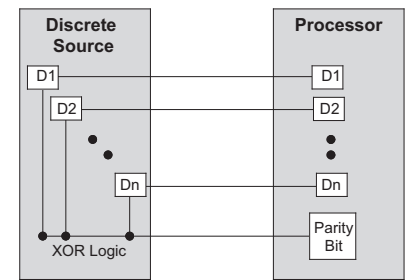 Discrete
Source
Processor
D1
D1
D2
D2
Dn
Dn
XOR Logic
Parity
Bit